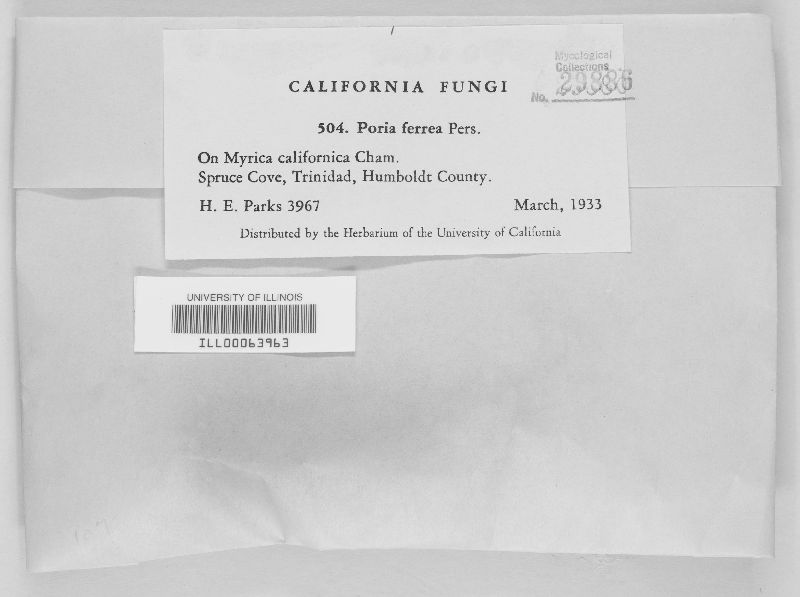 Mycological
Collections
No.
CALIFORNIA FUNGI
504. Poria ferrea Pers.
On Myrica californica Cham.
Spruce Cove, Trinidad, Humboldt County.
H. E. Parks 3967 March, 1933
Distributed by the Herbarium of the University of California
UNIVERSITY OF ILLINOIS
ILL00063963